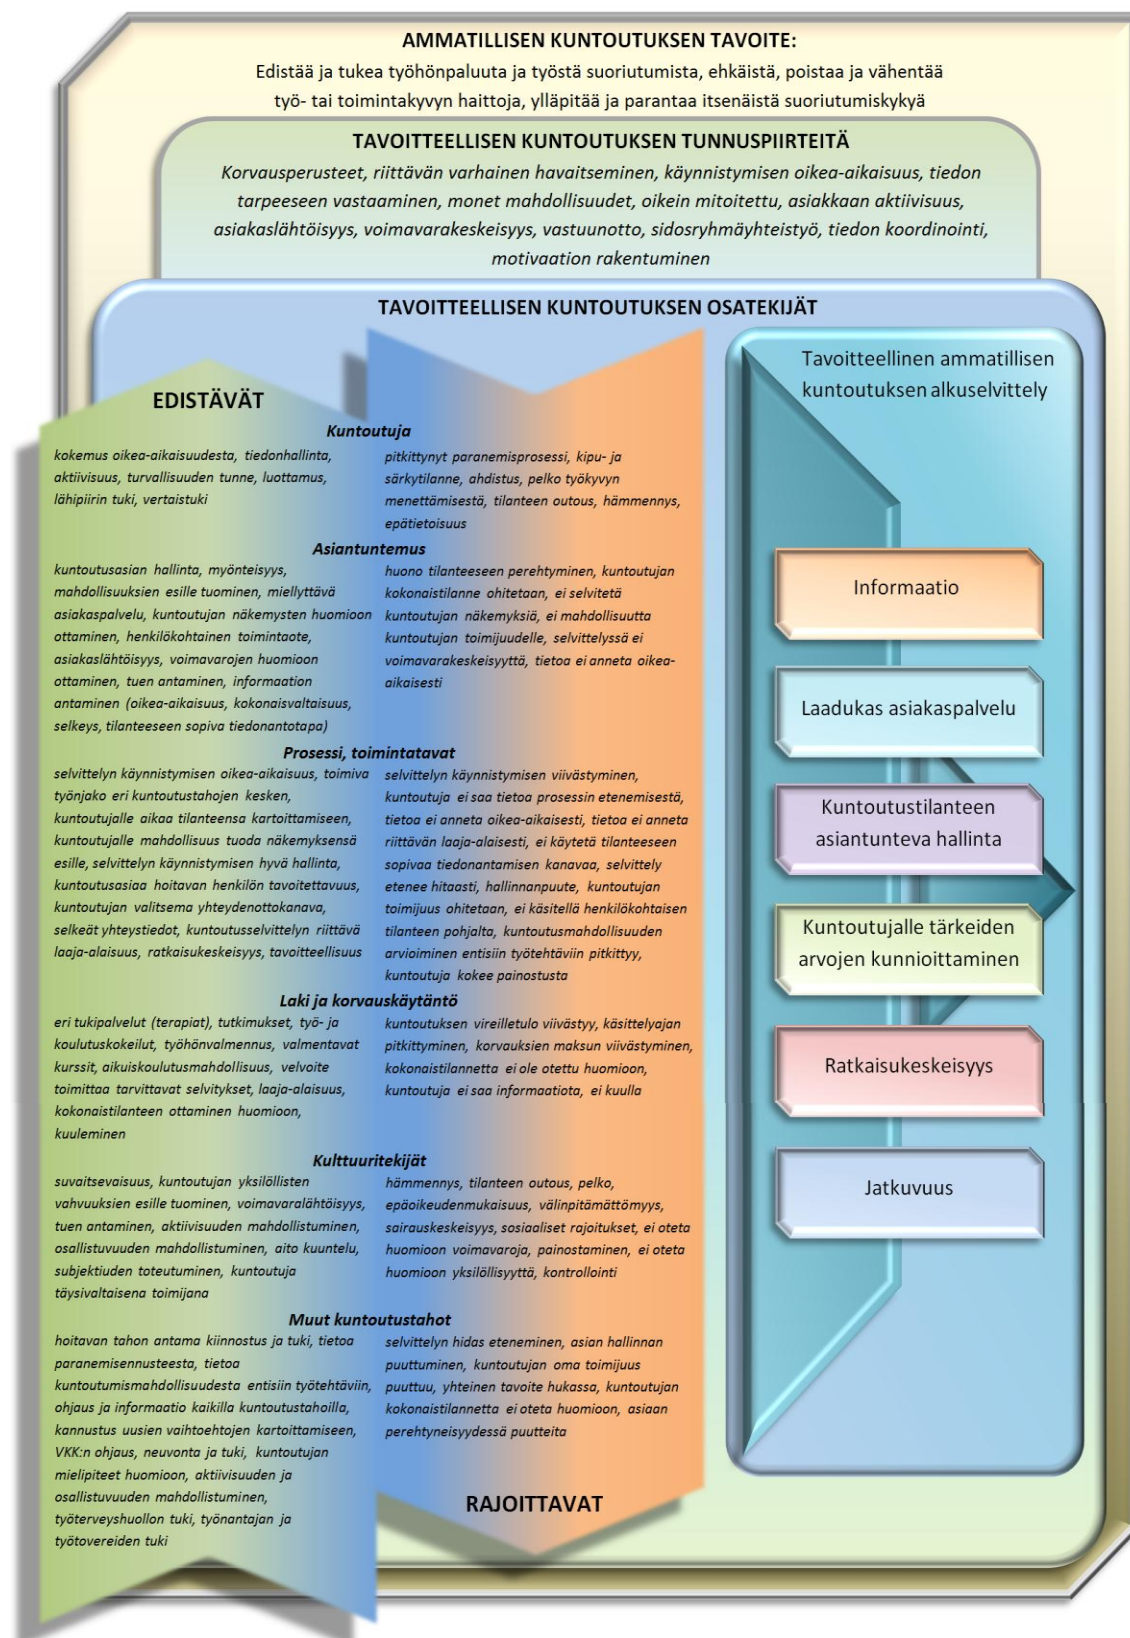 AMMATILLISEN KUNTOUTUKSEN TAVOITE:
Edistää ja tukea työhönpaluuta ja työstä suoriutumista, ehkäistä, poistaa ja vähentää
työ- tai toimintakyvyn haittoja, ylläpitää ja parantaa itsenäistä suoriutumiskykyä
TAVOITTEELLISEN KUNTOUTUKSEN TUNNUSPIIRTEITÄ
Korvausperusteet, riittävän varhainen havaitseminen, käynnistymisen oikea-aikaisuus, tiedon
tarpeeseen vastaaminen, monet mahdollisuudet, oikein mitoitettu, asiakkaan aktiivisuus,
asiakaslähtöisyys, voimavarakeskeisyys, vastuunotto, sidosryhmäyhteistyö, tiedon koordinointi,
motivaation rakentuminen
TAVOITTEELLISEN KUNTOUTUKSEN OSATEKIJÄT
EDISTÄVÄT
Kuntoutuja
kokemus oikea-aikaisuudesta, tiedonhallinta,
aktiivisuus, turvallisuuden tunne, luottamus,
lähipiirin tuki, vertaistuki
pitkittynyt paranemisprosessi, kipu- ja
särkytilanne, ahdistus, pelko työkyvyn
menettämisestä, tilanteen outous, hämmennys,
epätietoisuus
Asiantuntemus
kuntoutusasian hallinta, myönteisyys,
mahdollisuuksien esille tuominen, miellyttävä
asiakaspalvelu, kuntoutujan näkemysten huomioon
ottaminen, henkilökohtainen toimintaote,
asiakaslähtöisyys, voimavarojen huomioon
ottaminen, tuen antaminen, informaation
antaminen (oikea-aikaisuus, kokonaisvaltaisuus,
selkeys, tilanteeseen sopiva tiedonantotapa)
huono tilanteeseen perehtyminen, kuntoutujan
kokonaistilanne ohitetaan, ei selvitetä
kuntoutujan näkemyksiä, ei mahdollisuutta
kuntoutujan toimijuudelle, selvittelyssä ei
voimavarakeskeisyyttä, tietoa ei anneta oikea-
aikaisesti
Prosessi, toimintatavat
selvittelyn käynnistymisen oikea-aikaisuus, toimiva
työnjako eri kuntoutustahojen kesken,
kuntoutujalle aikaa tilanteensa kartoittamiseen,
kuntoutujalle mahdollisuus tuoda näkemyksensä
esille, selvittelyn käynnistymisen hyvä hallinta,
kuntoutusasiaa hoitavan henkilön tavoitettavuus,
kuntoutujan valitsema yhteydenottokanava,
selkeät yhteystiedot, kuntoutusselvittelyn riittävä
laaja-alaisuus, ratkaisukeskeisyys, tavoitteellisuus
selvittelyn käynnistymisen viivästyminen,
kuntoutuja ei saa tietoa prosessin etenemisestä,
tietoa ei anneta oikea-aikaisesti, tietoa ei anneta
riittävän laaja-alaisesti, ei käytetä tilanteeseen
sopivaa tiedonantamisen kanavaa, selvittely
etenee hitaasti, hallinnanpuute, kuntoutujan
toimijuus ohitetaan, ei käsitellä henkilökohtaisen
tilanteen pohjalta, kuntoutusmahdollisuuden
arvioiminen entisiin työtehtäviin pitkittyy,
kuntoutuja kokee painostusta
Laki ja korvauskäytäntö
eri tukipalvelut (terapiat), tutkimukset, työ- ja
koulutuskokeilut, työhönvalmennus, valmentavat
kurssit, aikuiskoulutusmahdollisuus, velvoite
toimittaa tarvittavat selvitykset, laaja-alaisuus,
kokonaistilanteen ottaminen huomioon,
kuuleminen
kuntoutuksen vireilletulo viivästyy, käsittelyajan
pitkittyminen, korvauksien maksun viivästyminen,
kokonaistilannetta ei ole otettu huomioon,
kuntoutuja ei saa informaatiota, ei kuulla
Kulttuuritekijät
suvaitsevaisuus, kuntoutujan yksilöllisten
vahvuuksien esille tuominen, voimavaralähtöisyys,
tuen antaminen, aktiivisuuden mahdollistuminen,
osallistuvuuden mahdollistuminen, aito kuuntelu,
subjektiuden toteutuminen, kuntoutuja
täysivaltaisena toimijana
hämmennys, tilanteen outous, pelko,
epäoikeudenmukaisuus, välinpitämättömyys,
sairauskeskeisyys, sosiaaliset rajoitukset, ei oteta
huomioon voimavaroja, painostaminen, ei oteta
huomioon yksilöllisyyttä, kontrollointi
Muut kuntoutustahot
hoitavan tahon antama kiinnostus ja tuki, tietoa
paranemisennusteesta, tietoa
kuntoutumismahdollisuudesta entisiin työtehtäviin,
ohjaus ja informaatio kaikilla kuntoutustahoilla,
kannustus uusien vaihtoehtojen kartoittamiseen,
VKK:n ohjaus, neuvonta ja tuki, kuntoutujan
mielipiteet huomioon, aktiivisuuden ja
osallistuvuuden mahdollistuminen,
työterveyshuollon tuki, työnantajan ja
työtovereiden tuki
selvittelyn hidas eteneminen, asian hallinnan
puuttuminen, kuntoutujan oma toimijuus
puuttuu, yhteinen tavoite hukassa, kuntoutujan
kokonaistilannetta ei oteta huomioon, asiaan
perehtyneisyydessä puutteita
RAJOITTAVAT
Tavoitteellinen ammatillisen
kuntoutuksen alkuselvittely
Informaatio
Laadukas asiakaspalvelu
Kuntoutustilanteen
asiantunteva hallinta
Kuntoutujalle tärkeiden
arvojen kunnioittaminen
Ratkaisukeskeisyys
Jatkuvuus